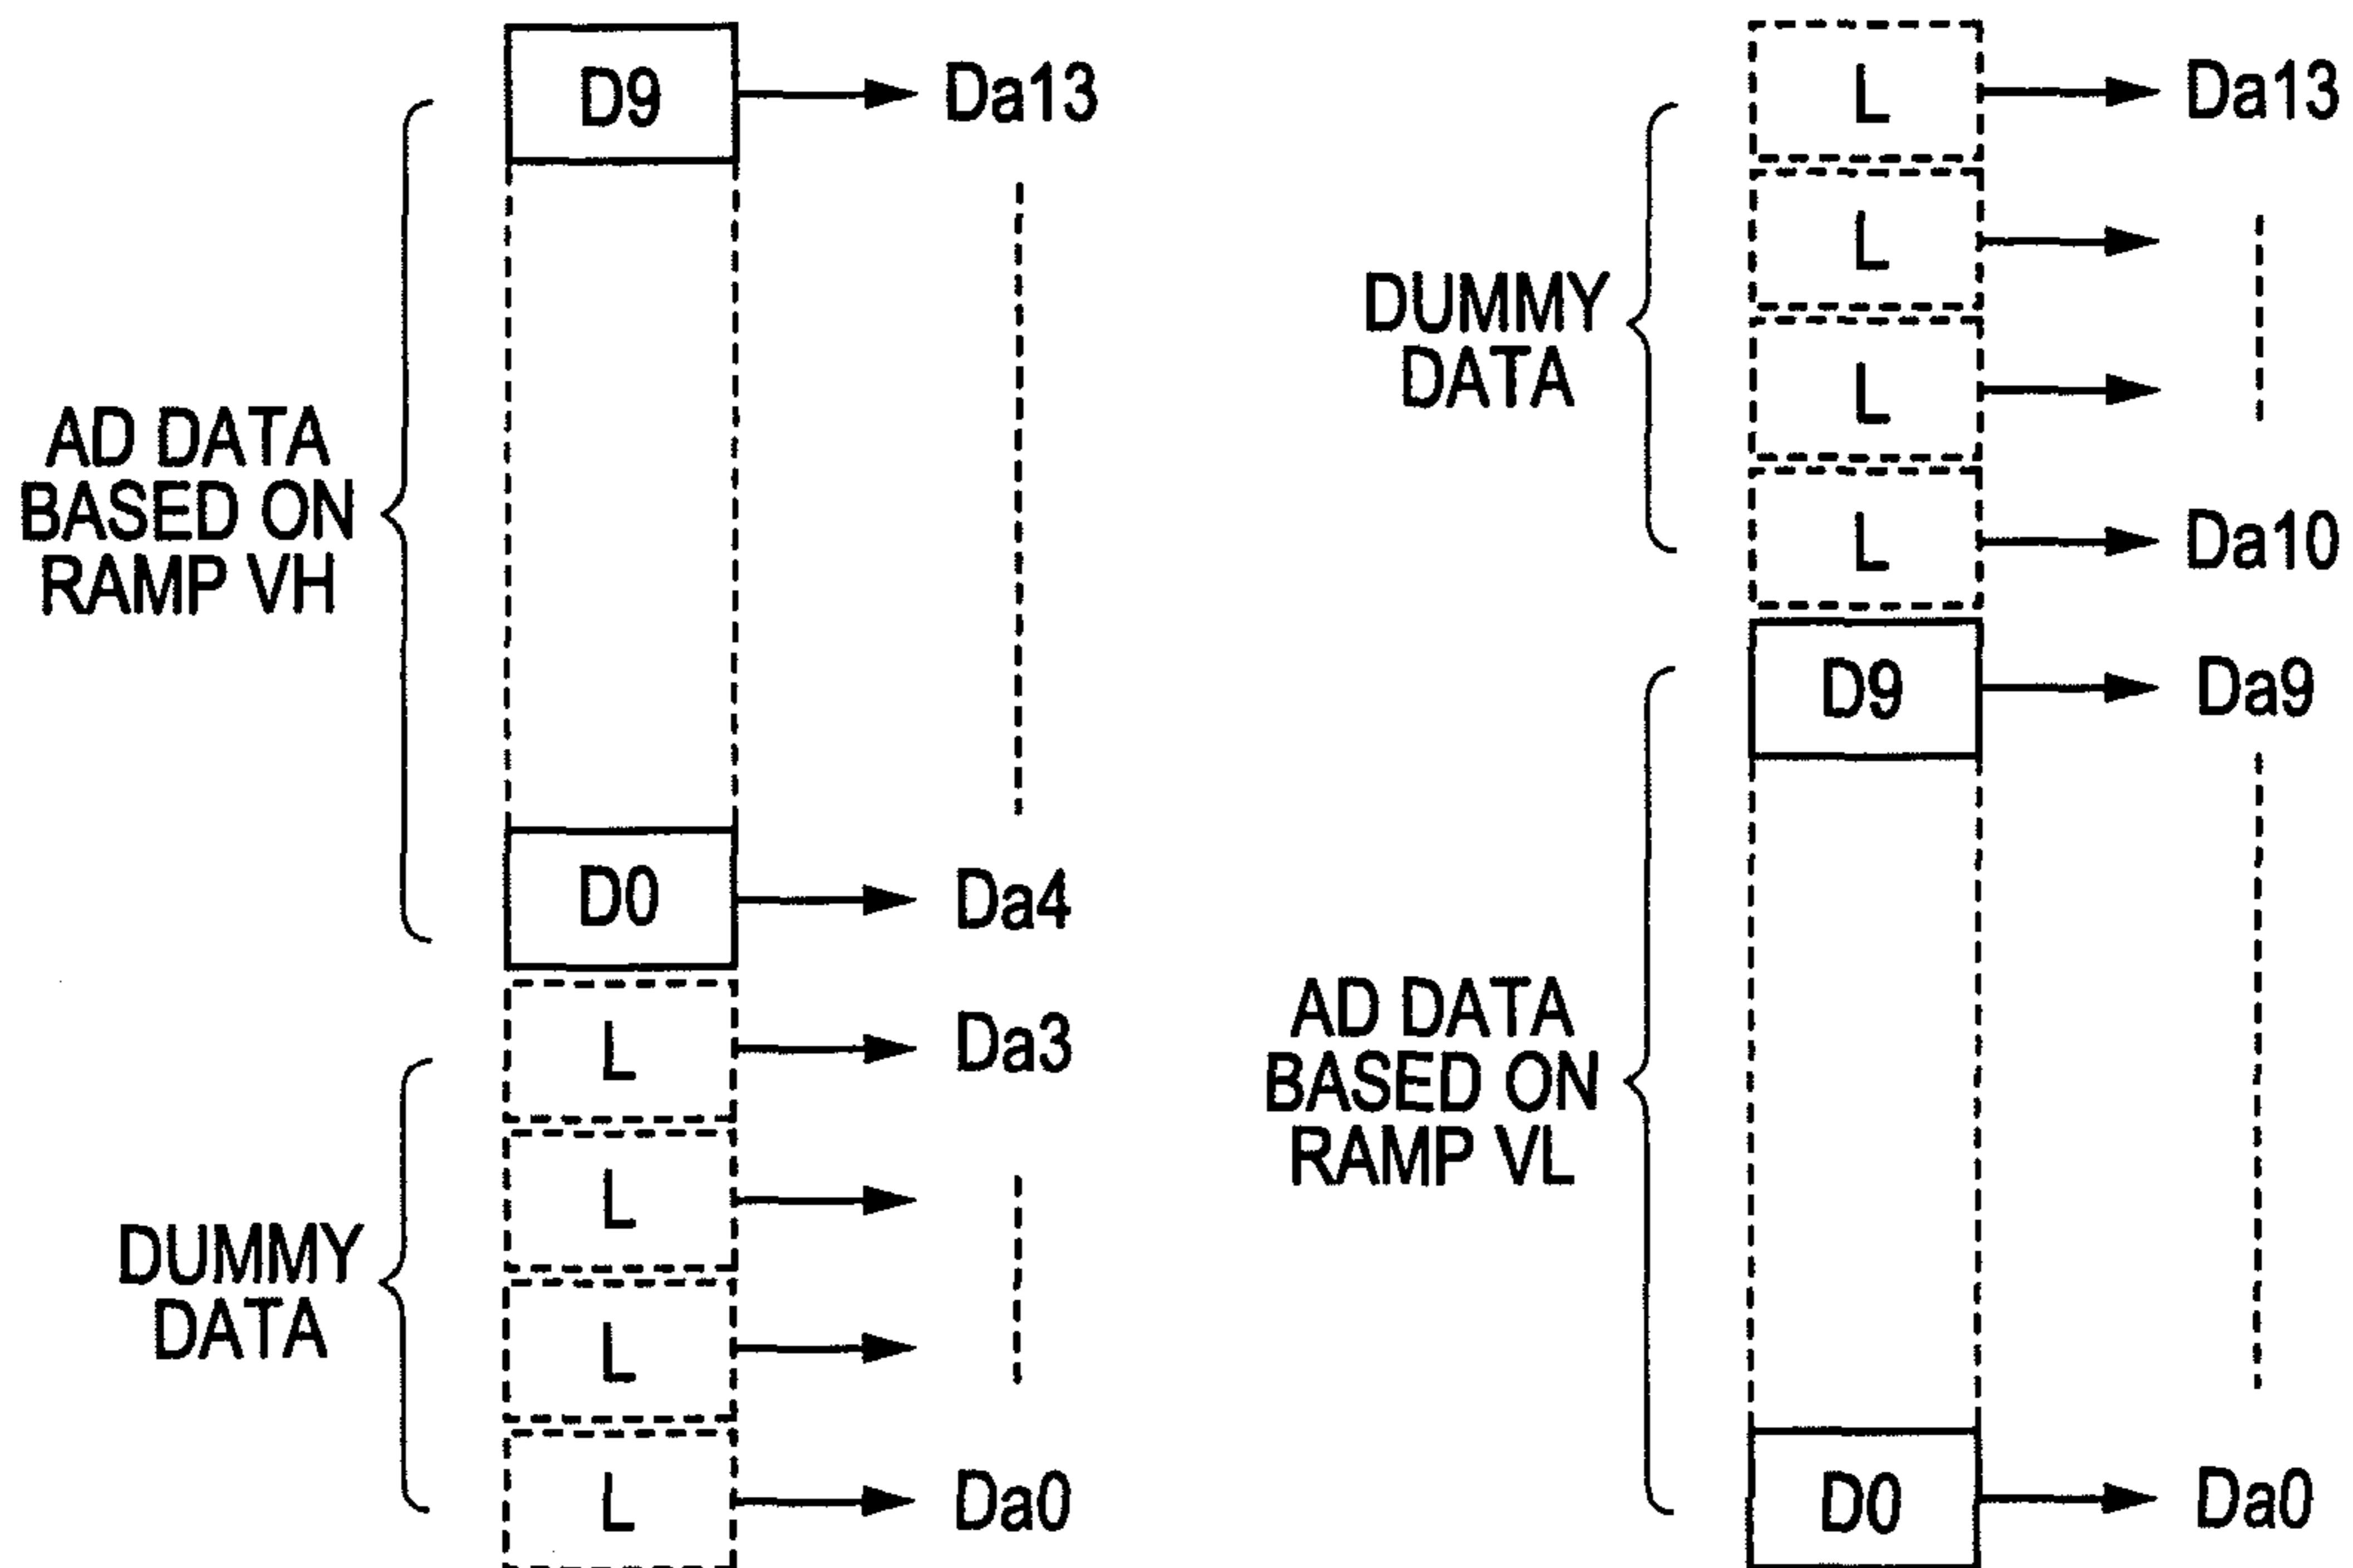 D9
Da13
AD DATA
BASED ON
RAMP VH
D0
Da4
L
Da3
L
L
DUMMY
DATA
L
Da0
L
Da13
L
DUMMY
DATA
L
L
Da10
D9
Da9
AD DATA
BASED ON
RAMP VL
D0
Da0